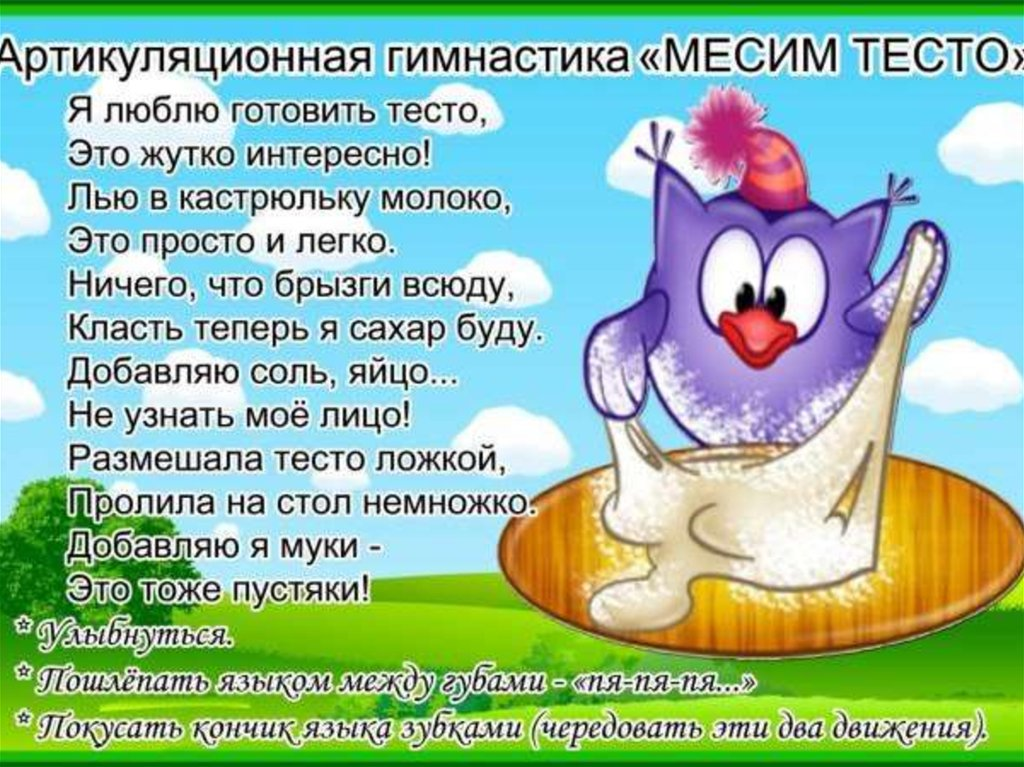 Артикуляционная гимнастика «МЕСИМ ТЕСТО»
Я люблю готовить тесто,
Это жутко интересно!
Лью в кастрюльку молоко,
Это просто и легко.
Ничего, что брызги всюду,
Класть теперь я сахар буду.
Добавляю соль, яйцо...
Не узнать моё лицо!
Размешала тесто ложкой,
Пролила на стол немножко.
Добавляю я муки -
Это тоже пустяки!
* Улыбнуться.
* Пошлёпать языком между губами - «пя-пя-пя...»
* Покусать кончик языка зубками (чередовать эти два движения).